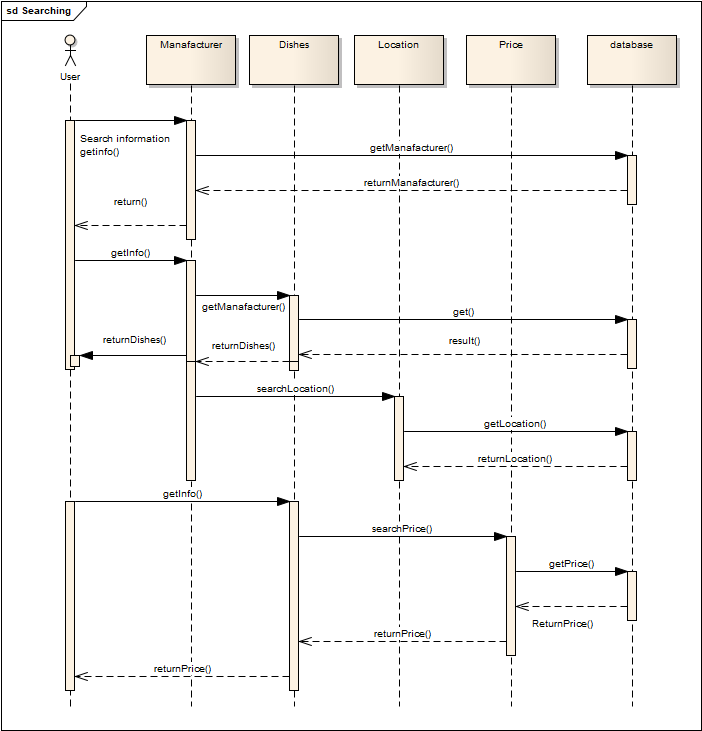 sd Searching
User
Manafacturer
Dishes
Location
Price
database
Search information
getinfo()
getManafacturer()
returnManafacturer()
return()
getInfo()
getManafacturer()
get()
returnDishes()
returnDishes()
result()
searchLocation()
getLocation()
returnLocation()
getInfo()
searchPrice()
getPrice()
ReturnPrice()
returnPrice()
returnPrice()